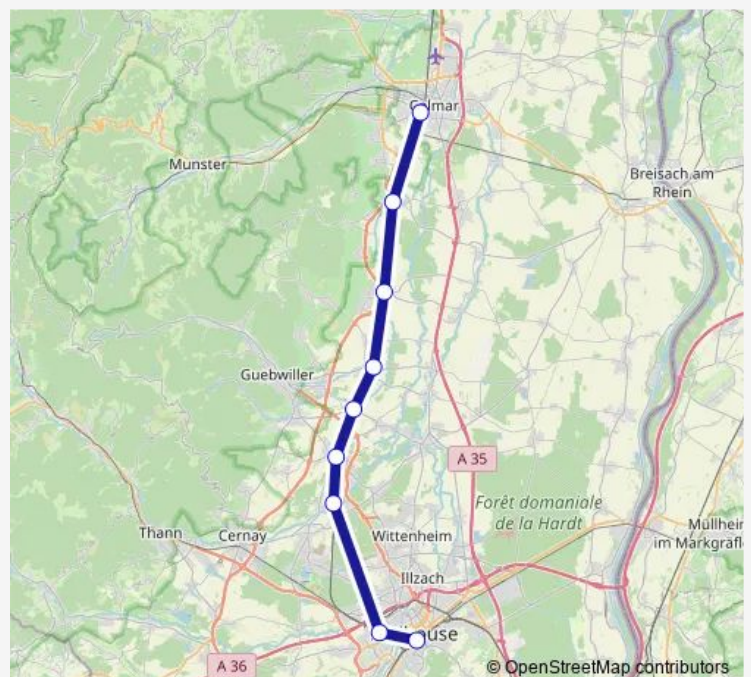 Colmar
Munster
Breisach am
Rhein
Guebwiller
A 35
Forêt domaniale
de la Hardt
Thann
Cernay
Wittenheim
Müllheim
im Markgräfl
Illzach
A 36
© OpenStreetMap contributors